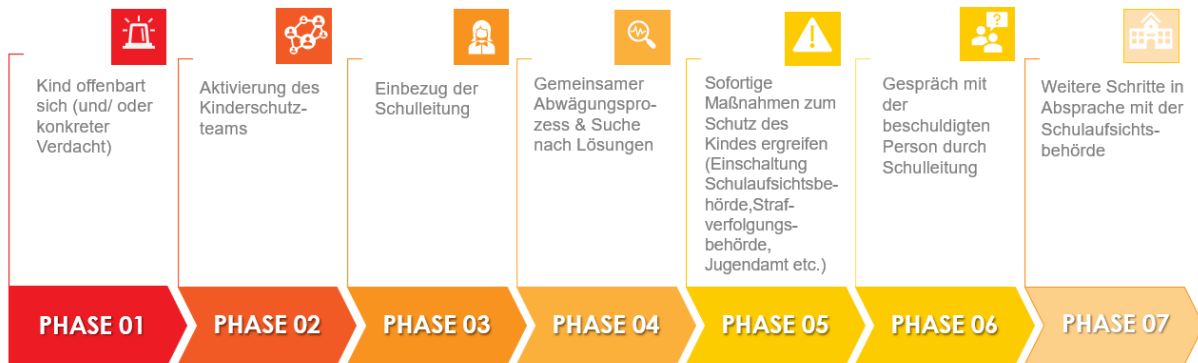 Kind offenbart
sich (und/ oder
konkreter
Verdacht)
Aktivierung des
Kinderschutz-
teams
Einbezug der
Schulleitung
Gemeinsamer
Abwägungspro-
zess & Suche
nach Lösungen
Sofortige
Maßnahmen zum
Schutz des
Kindes ergreifen
(Einschaltung
Schulaufsichtsbe-
hörde,Straf-
verfolgungs-
behörde,
Jugendamt etc.)
?
Gespräch mit
der
beschuldigten
Person durch
Schulleitung
Weitere Schritte in
Absprache mit der
Schulaufsichts-
behörde
PHASE 01
PHASE 02
PHASE 03
PHASE 04
PHASE 05
PHASE 06
PHASE 07